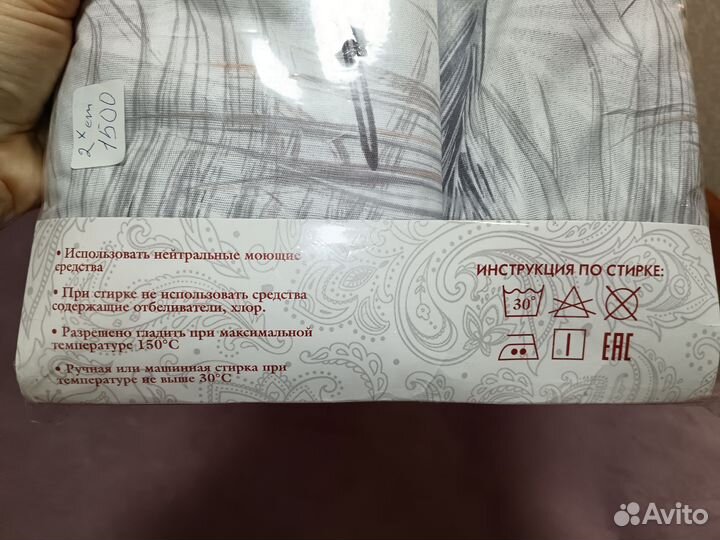 2х сп
1500
• Использовать нейтральные моющие
средства
• При стирке не использовать средства
содержащие отбеливатели, хлор.
• Разрешено гладить при максимальной
температуре 150°C
• Ручная или машинная стирка при
температуре не выше 30°C
ИНСТРУКЦИЯ ПО СТИРКЕ:
30°
EAC
Avito